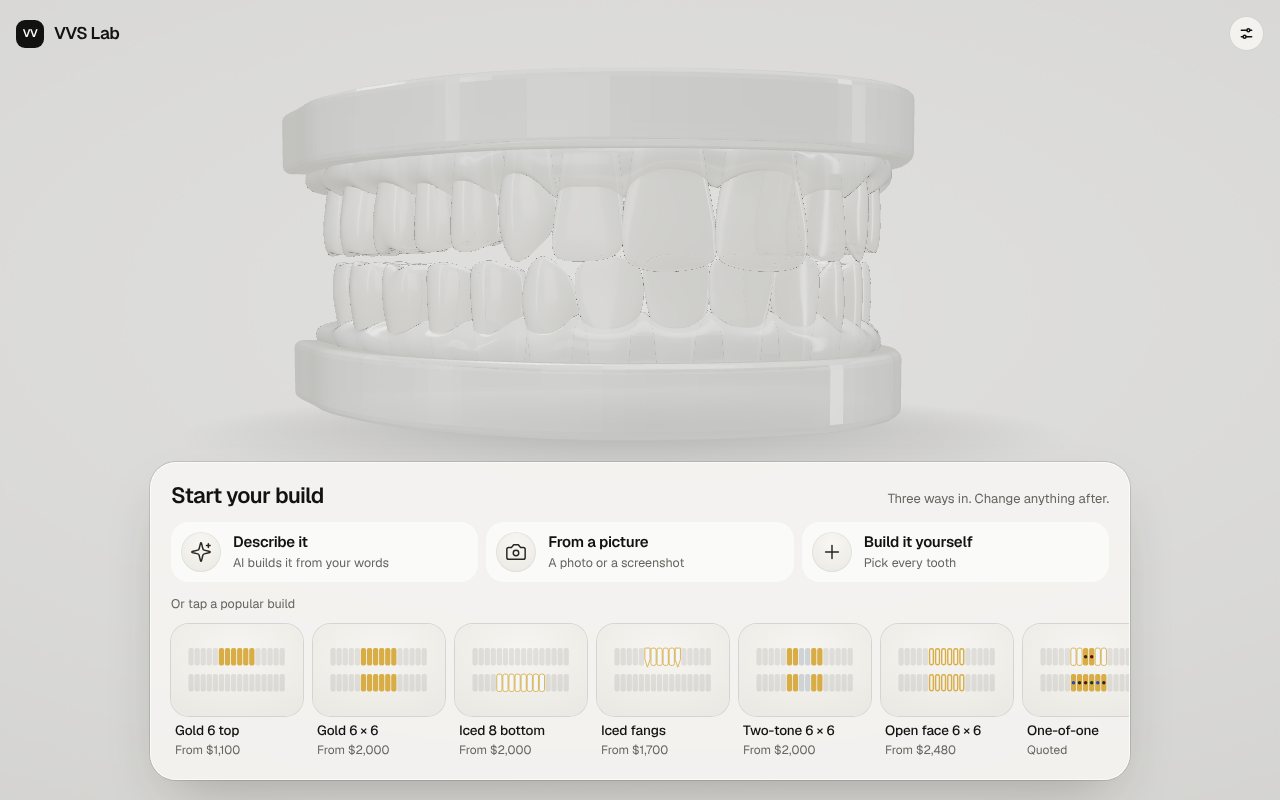 VV VVS Lab
Start your build
Three ways in. Change anything after.
Describe it
AI builds it from your words
From a picture
A photo or a screenshot
Build it yourself
Pick every tooth
Or tap a popular build
Gold 6 top
From $1,100
Gold 6 × 6
From $2,000
Iced 8 bottom
From $2,000
Iced fangs
From $1,700
Two-tone 6 × 6
From $2,000
Open face 6 × 6
From $2,480
One-of-one
Quoted